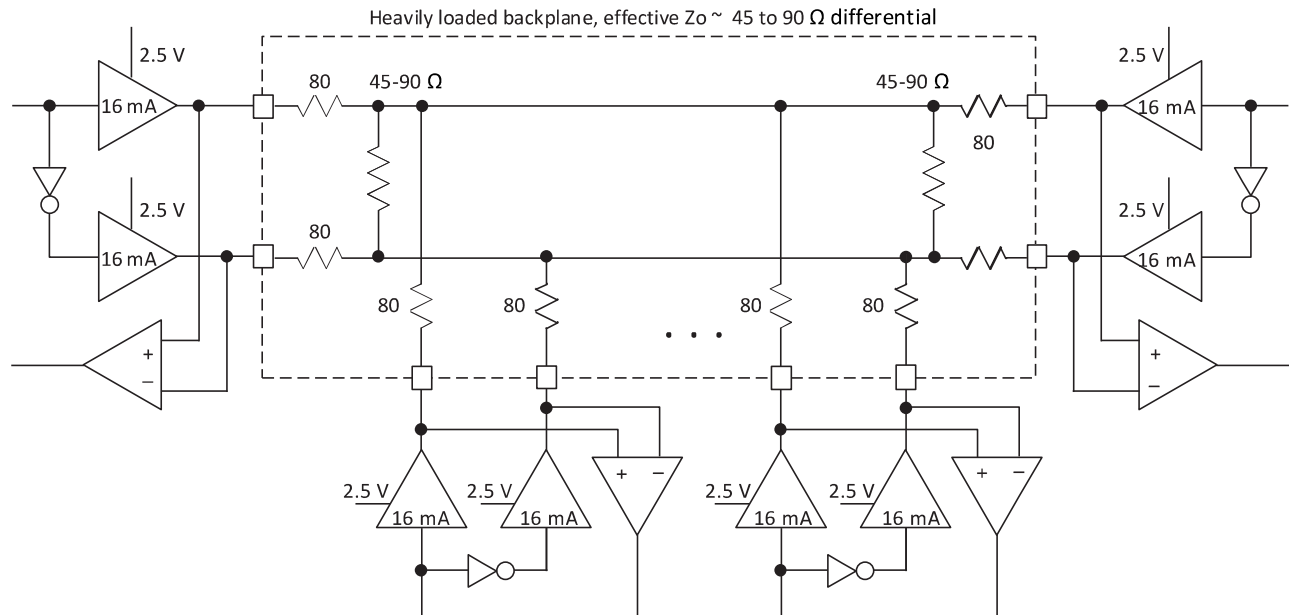 Heavily loaded backplane, effective Zo ~ 45 to 90 Ω differential
2.5 V
80
45-90 Ω
45-90 Ω
2.5 V
16 mA
16 mA
80
2.5 V
2.5 V
80
16 mA
16 mA
80
80
80
80
. . .
+
−
+
−
+ −
+ −
2.5 V
2.5 V
2.5 V
2.5 V
16 mA
16 mA
16 mA
16 mA